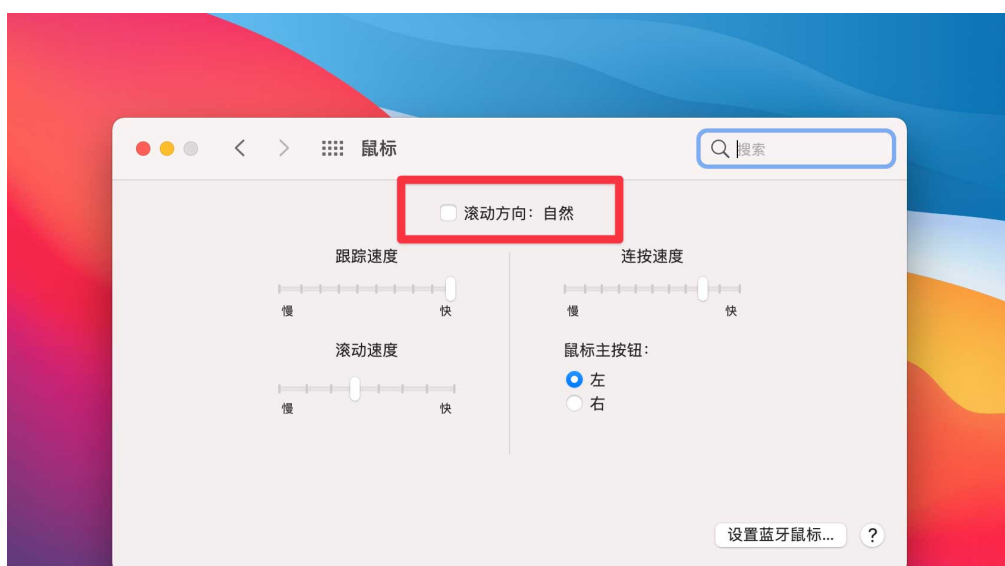 鼠标
搜索
滚动方向：自然
跟踪速度
慢 快
连按速度
慢 快
滚动速度
慢 快
鼠标主按钮：
左
右
设置蓝牙鼠标...
?